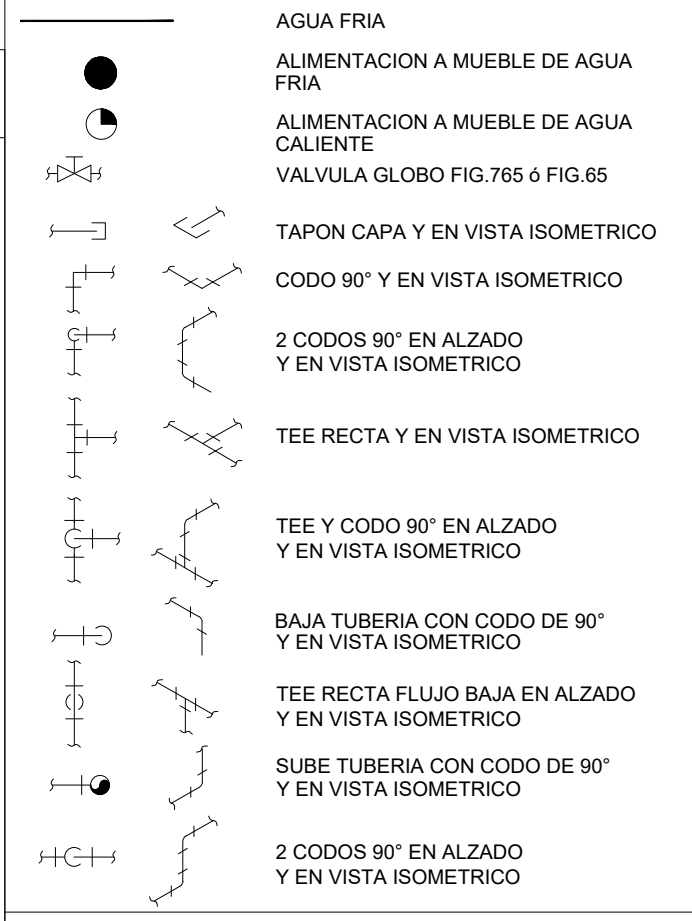 AGUA FRIA
ALIMENTACION A MUEBLE DE AGUA
FRIA
ALIMENTACION A MUEBLE DE AGUA
CALIENTE
VALVULA GLOBO FIG.765 ó FIG.65
TAPON CAPA Y EN VISTA ISOMETRICO
CODO 90° Y EN VISTA ISOMETRICO
2 CODOS 90° EN ALZADO
Y EN VISTA ISOMETRICO
TEE RECTA Y EN VISTA ISOMETRICO
TEE Y CODO 90° EN ALZADO
Y EN VISTA ISOMETRICO
BAJA TUBERIA CON CODO DE 90°
Y EN VISTA ISOMETRICO
TEE RECTA FLUJO BAJA EN ALZADO
Y EN VISTA ISOMETRICO
SUBE TUBERIA CON CODO DE 90°
Y EN VISTA ISOMETRICO
2 CODOS 90° EN ALZADO
Y EN VISTA ISOMETRICO